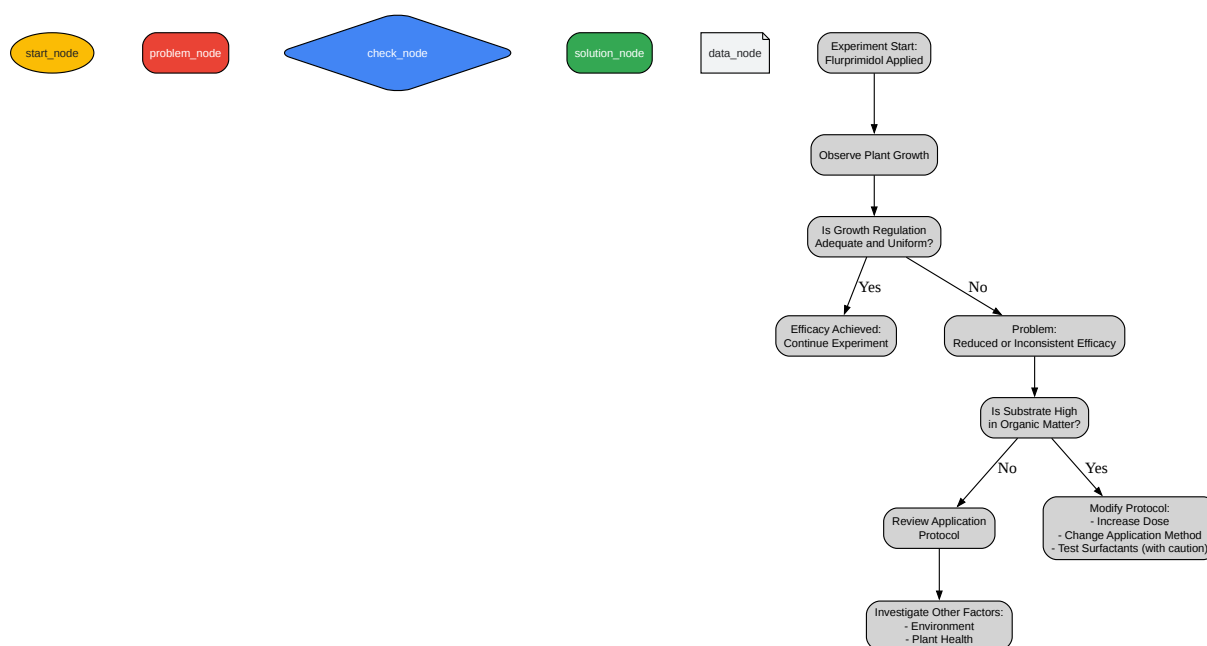 start_node
problem_node
check_node
solution_node
data_node
Experiment Start:
Flurprimidol Applied
Observe Plant Growth
Is Growth Regulation
Adequate and Uniform?
Yes
No
Efficacy Achieved:
Continue Experiment
Problem:
Reduced or Inconsistent Efficacy
Is Substrate High
in Organic Matter?
No
Yes
Review Application
Protocol
Modify Protocol:
- Increase Dose
- Change Application Method
- Test Surfactants (with caution)
Investigate Other Factors:
- Environment
- Plant Health